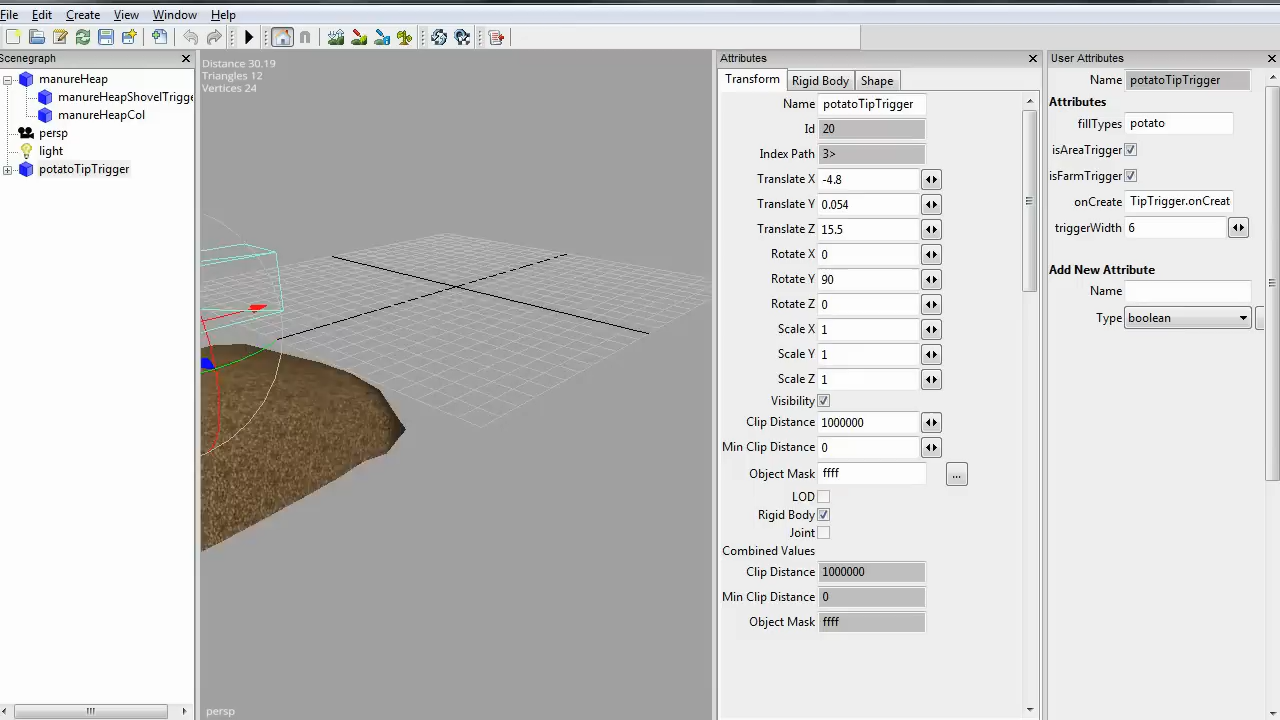 File Edit Create View Window Help
Scenegraph
manureHeap
manureHeapShovelTrigge
manureHeapCol
persp
light
potatoTipTrigger
Distance 30.19
Triangles 12
Vertices 24
persp
Attributes
Transform Rigid Body Shape
Name potatoTipTrigger
Id 20
Index Path 3>
Translate X -4.8
Translate Y 0.054
Translate Z 15.5
Rotate X 0
Rotate Y 90
Rotate Z 0
Scale X 1
Scale Y 1
Scale Z 1
Visibility
Clip Distance 1000000
Min Clip Distance 0
Object Mask ffff ...
LOD
Rigid Body
Joint
Combined Values
Clip Distance 1000000
Min Clip Distance 0
Object Mask ffff
User Attributes
Name potatoTipTrigger
Attributes
fillTypes potato
isAreaTrigger
isFarmTrigger
onCreate TipTrigger.onCreat
triggerWidth 6
Add New Attribute
Name
Type boolean